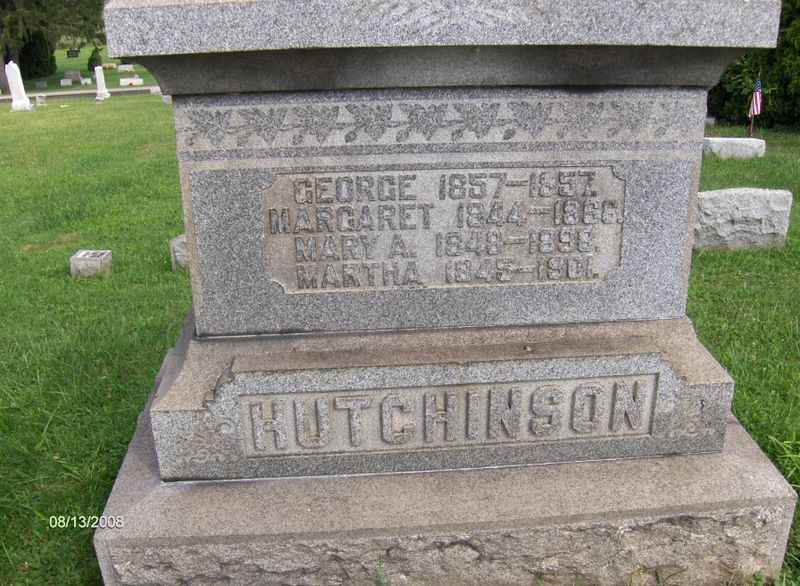 GEORGE 1857–1857.
MARGARET 1844–1866.
MARY A. 1848–1898.
MARTHA 1845–1901.
HUTCHINSON
08/13/2008